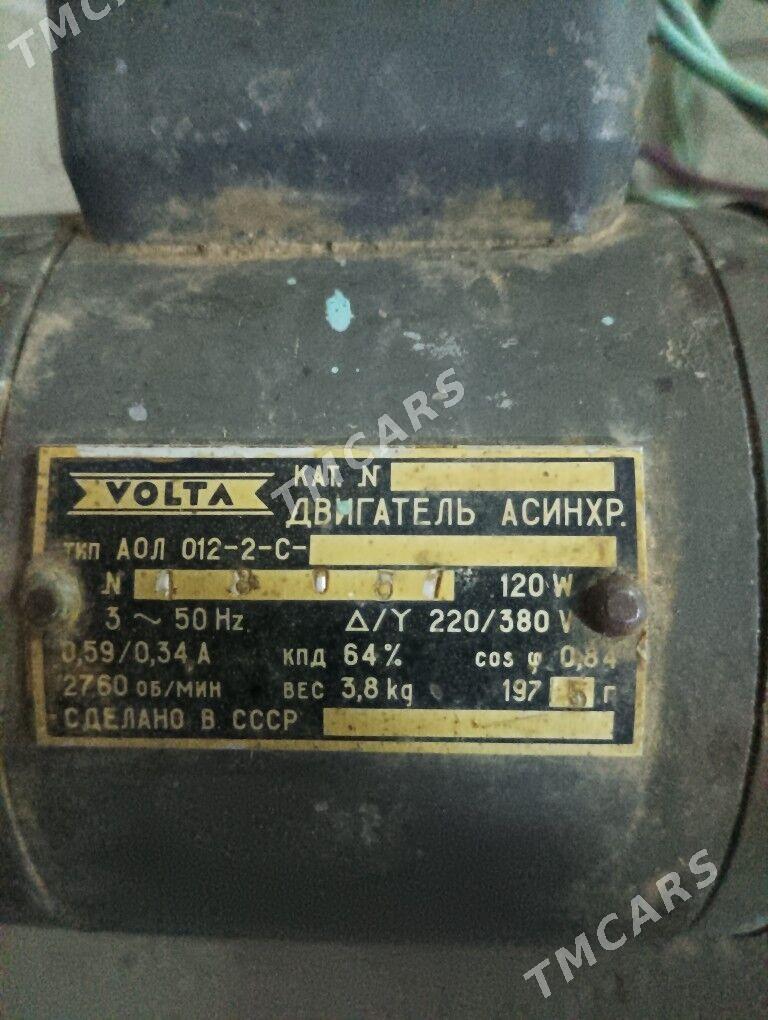 TMCARS
VOLTA
КАТ. N
ДВИГАТЕЛЬ АСИНХР.
тип АОЛ 012-2-С-
N 120 W
3 ~ 50 Hz Δ/Y 220/380 V
0,59/0,34 А КПД 64% cos φ 0,84
2760 ОБ/МИН ВЕС 3,8 kg 197 5 г
СДЕЛАНО В СССР
TMCARS
TMCARS